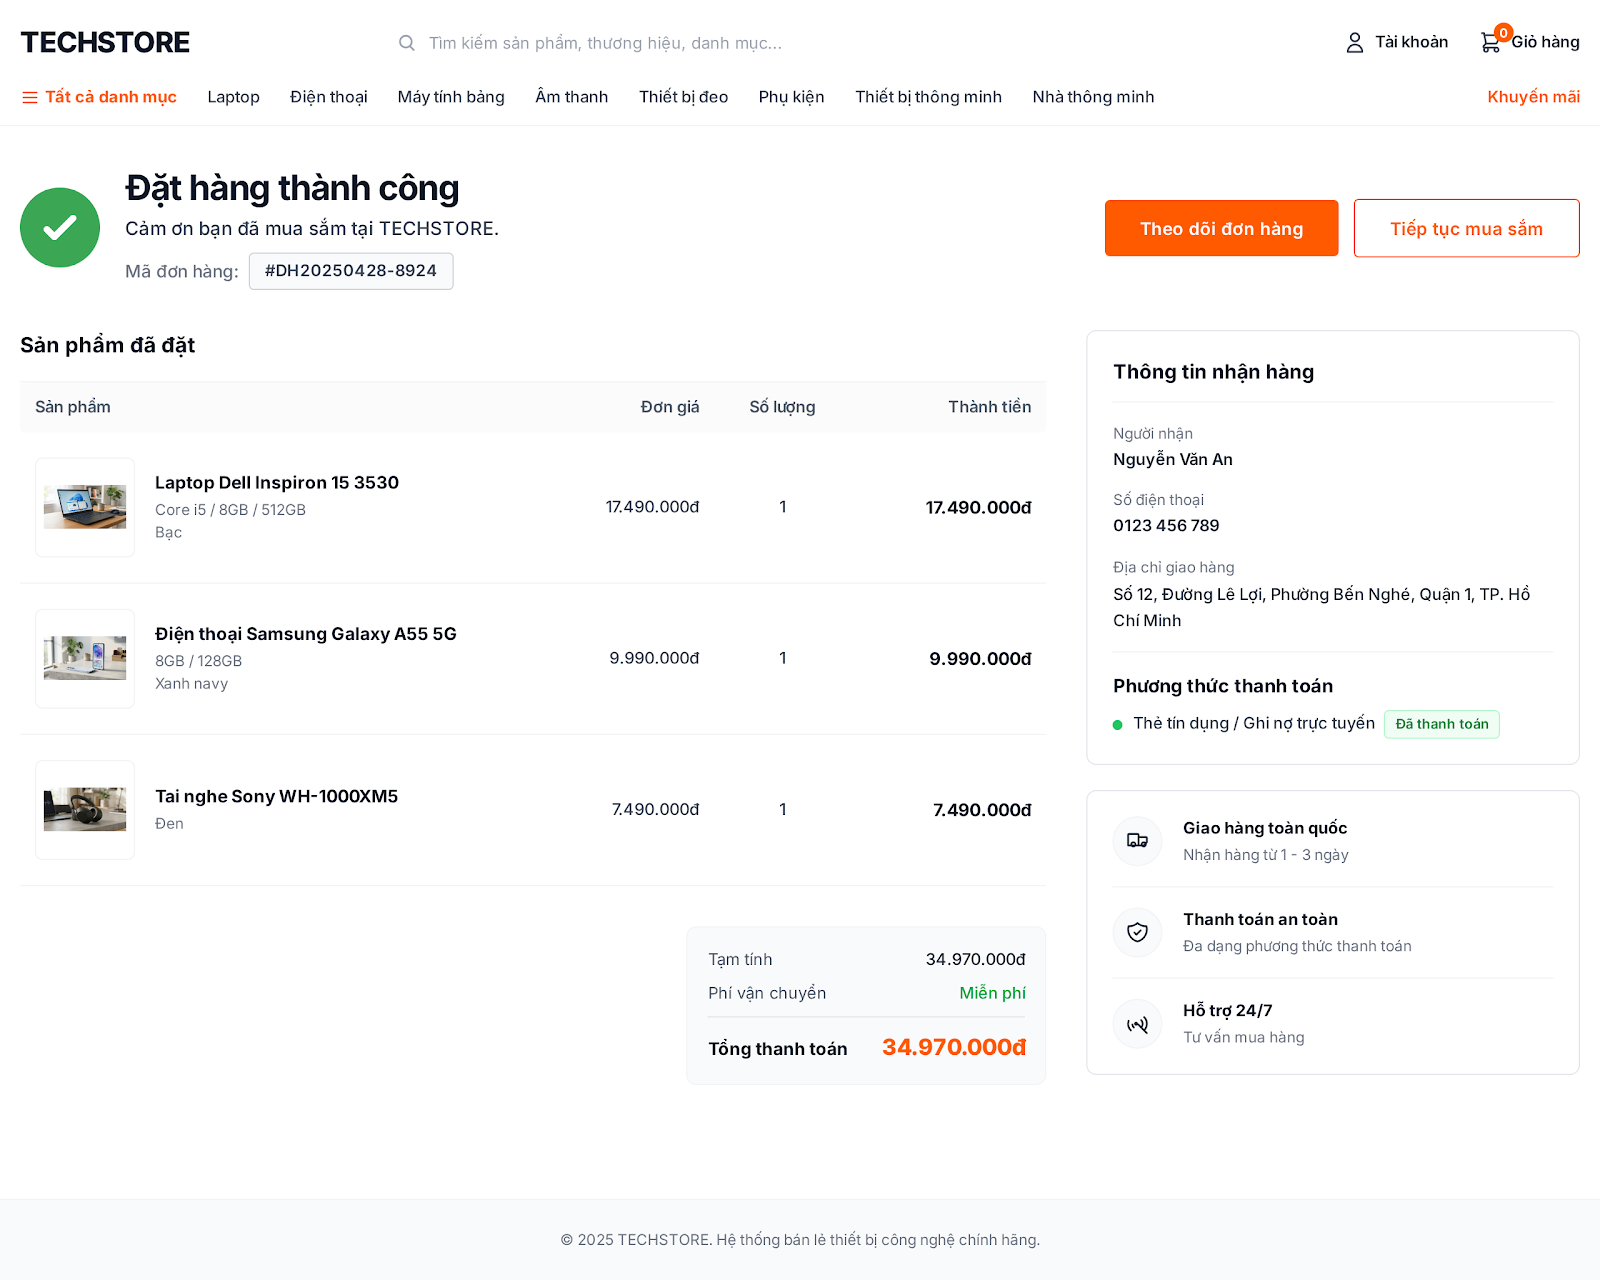 TECHSTORE
Tìm kiếm sản phẩm, thương hiệu, danh mục...
Tài khoản
0
Giỏ hàng
Tất cả danh mục
Laptop
Điện thoại
Máy tính bảng
Âm thanh
Thiết bị đeo
Phụ kiện
Thiết bị thông minh
Nhà thông minh
Khuyến mãi
Đặt hàng thành công
Cảm ơn bạn đã mua sắm tại TECHSTORE.
Mã đơn hàng: #DH20250428-8924
Theo dõi đơn hàng
Tiếp tục mua sắm
Sản phẩm đã đặt
Sản phẩm Đơn giá Số lượng Thành tiền
Laptop Dell Inspiron 15 3530
Core i5 / 8GB / 512GB
Bạc
17.490.000đ 1 17.490.000đ
Điện thoại Samsung Galaxy A55 5G
8GB / 128GB
Xanh navy
9.990.000đ 1 9.990.000đ
Tai nghe Sony WH-1000XM5
Đen
7.490.000đ 1 7.490.000đ
Tạm tính 34.970.000đ
Phí vận chuyển Miễn phí
Tổng thanh toán 34.970.000đ
Thông tin nhận hàng
Người nhận
Nguyễn Văn An
Số điện thoại
0123 456 789
Địa chỉ giao hàng
Số 12, Đường Lê Lợi, Phường Bến Nghé, Quận 1, TP. Hồ
Chí Minh
Phương thức thanh toán
Thẻ tín dụng / Ghi nợ trực tuyến Đã thanh toán
Giao hàng toàn quốc
Nhận hàng từ 1 - 3 ngày
Thanh toán an toàn
Đa dạng phương thức thanh toán
Hỗ trợ 24/7
Tư vấn mua hàng
© 2025 TECHSTORE. Hệ thống bán lẻ thiết bị công nghệ chính hãng.